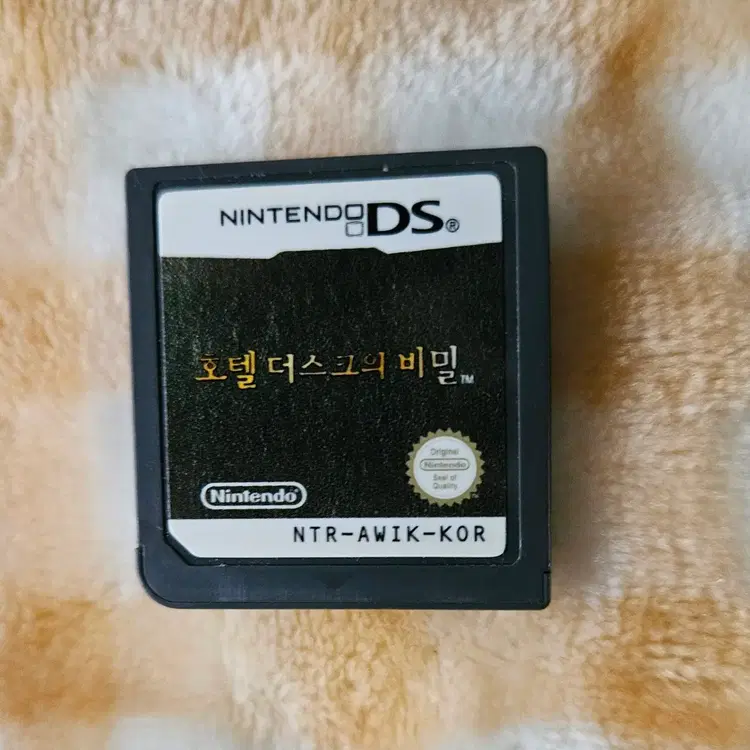 NINTENDO DS®
호텔 더스크의 비밀™
Original
Nintendo
Seal of
Quality
Nintendo®
NTR-AWIK-KOR